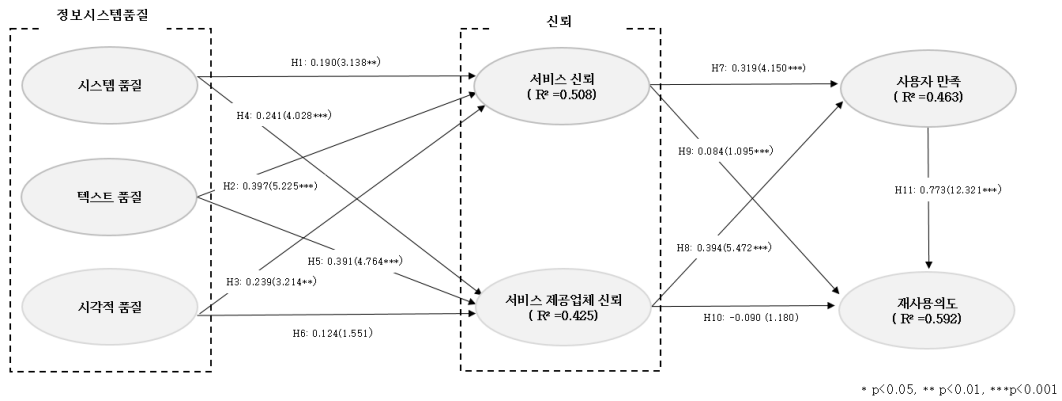 정보시스템품질
신뢰
시스템 품질
텍스트 품질
시각적 품질
H1: 0.190(3.138**)
H4: 0.241(4.028***)
H2: 0.397(5.225***)
H5: 0.391(4.764***)
H3: 0.239(3.214**)
H6: 0.124(1.551)
서비스 신뢰
( R² =0.508)
서비스 제공업체 신뢰
( R² =0.425)
H7: 0.319(4.150***)
H9: 0.084(1.095***)
H8: 0.394(5.472***)
H10: -0.090 (1.180)
사용자 만족
( R² =0.463)
H11: 0.773(12.321***)
재사용의도
( R² =0.592)
* p<0.05, ** p<0.01, ***p<0.001